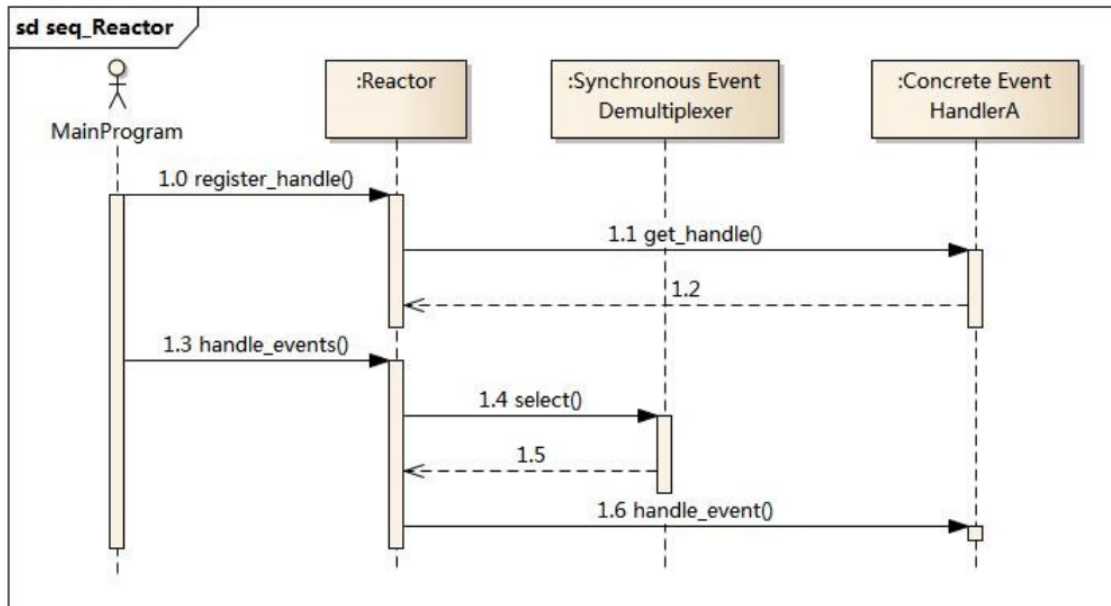 sd seq_Reactor
MainProgram
:Reactor
:Synchronous Event
Demultiplexer
:Concrete Event
HandlerA
1.0 register_handle()
1.1 get_handle()
1.2
1.3 handle_events()
1.4 select()
1.5
1.6 handle_event()